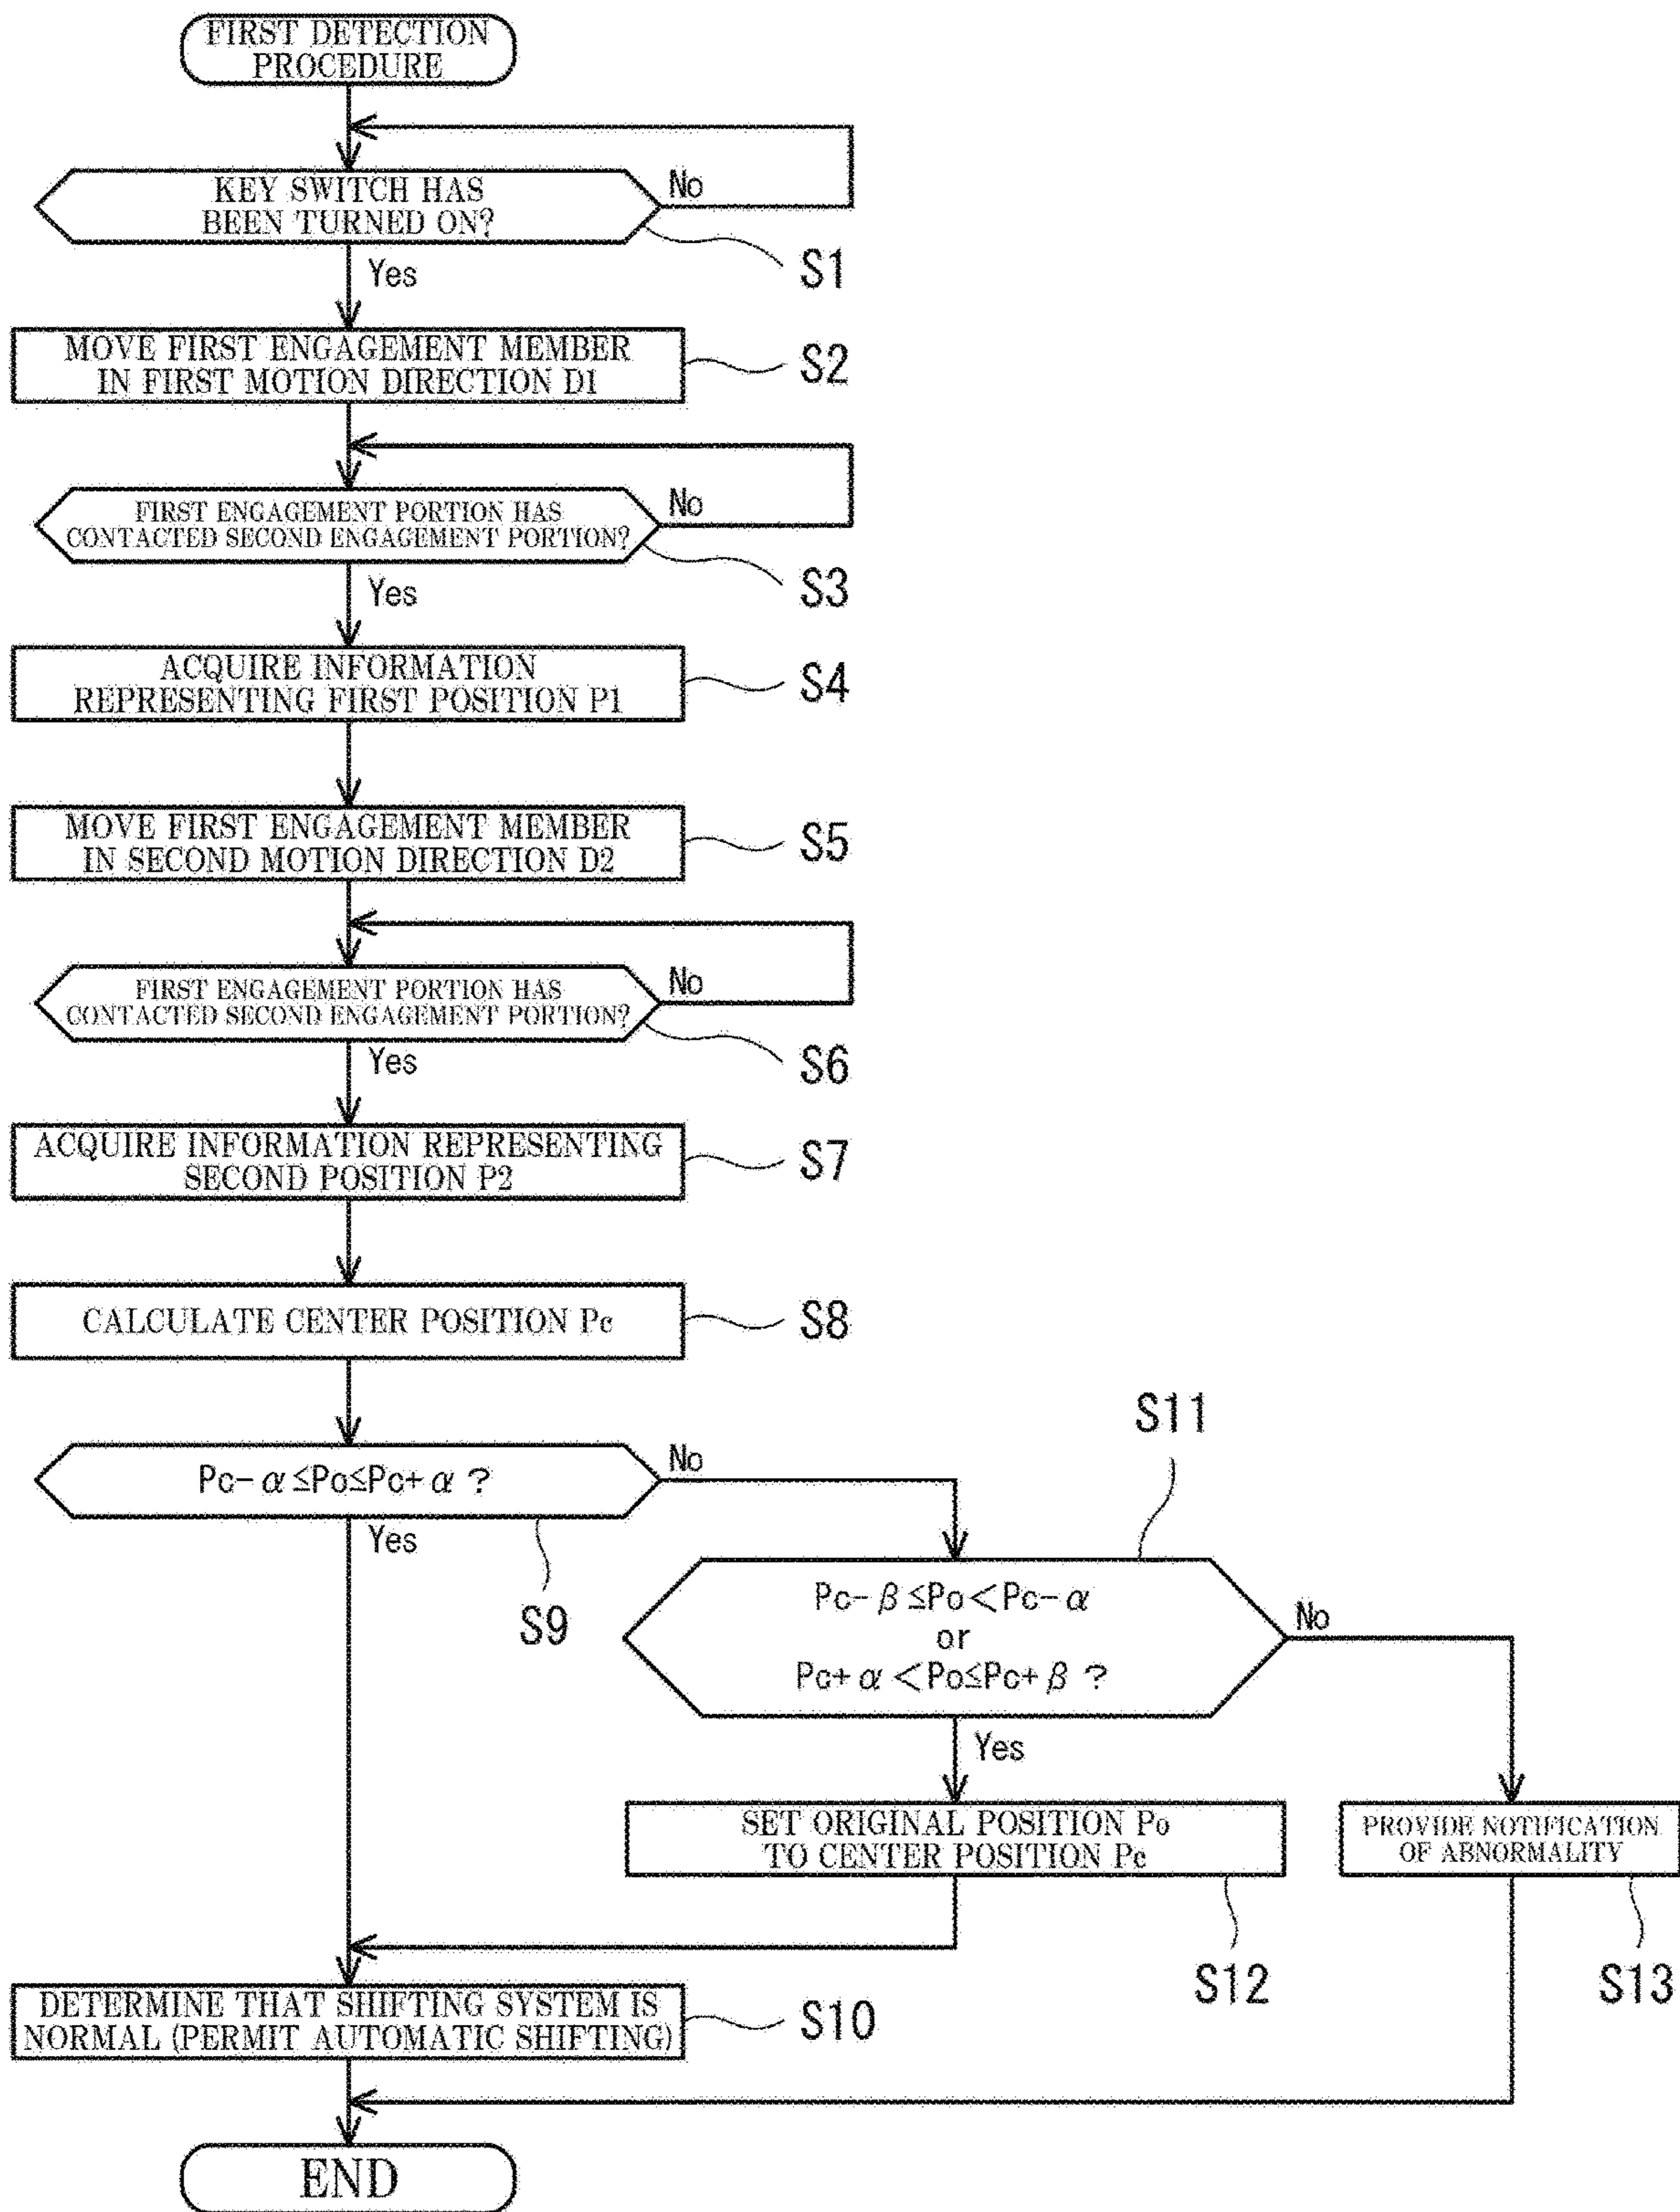 FIRST DETECTION
PROCEDURE
KEY SWITCH HAS
BEEN TURNED ON?
No
S1
Yes
MOVE FIRST ENGAGEMENT MEMBER
IN FIRST MOTION DIRECTION D1
S2
FIRST ENGAGEMENT PORTION HAS
CONTACTED SECOND ENGAGEMENT PORTION?
No
S3
Yes
ACQUIRE INFORMATION
REPRESENTING FIRST POSITION P1
S4
MOVE FIRST ENGAGEMENT MEMBER
IN SECOND MOTION DIRECTION D2
S5
FIRST ENGAGEMENT PORTION HAS
CONTACTED SECOND ENGAGEMENT PORTION?
No
S6
Yes
ACQUIRE INFORMATION REPRESENTING
SECOND POSITION P2
S7
CALCULATE CENTER POSITION Pc
S8
Pc-α≤Po≤Pc+α?
No
S9
Yes
S11
Pc-β≤Po<Pc-α
or
Pc+α<Po≤Pc+β?
No
Yes
SET ORIGINAL POSITION Po
TO CENTER POSITION Pc
S12
PROVIDE NOTIFICATION
OF ABNORMALITY
S13
DETERMINE THAT SHIFTING SYSTEM IS
NORMAL (PERMIT AUTOMATIC SHIFTING)
S10
END